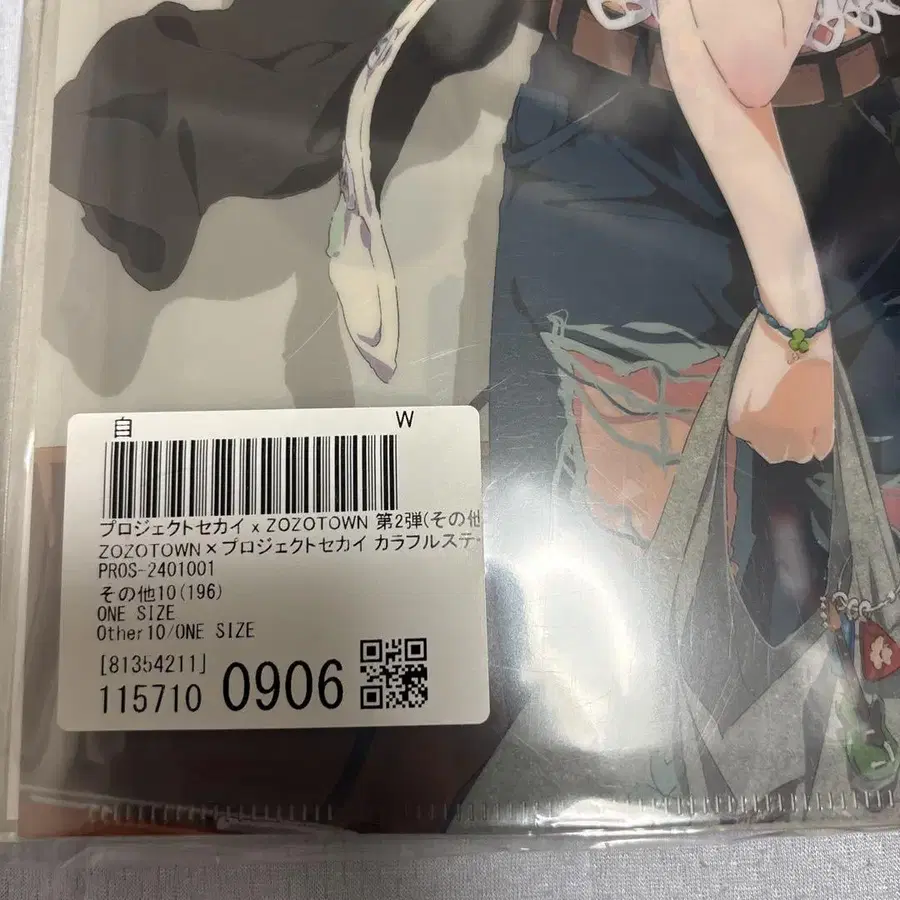 自 W
プロジェクトセカイ x ZOZOTOWN 第2弾(その他
ZOZOTOWN×プロジェクトセカイ カラフルステー
PROS-2401001
その他10(196)
ONE SIZE
Other10/ONE SIZE
[81354211]
115710 0906